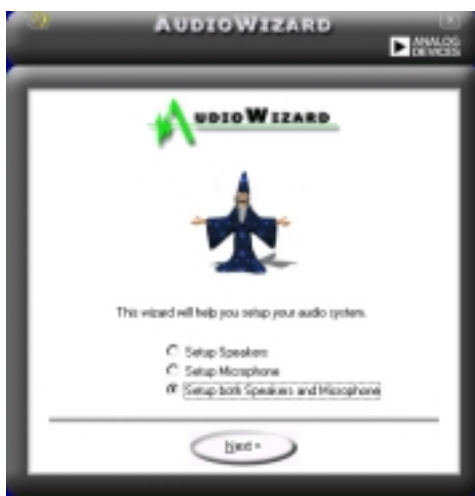 AUDIOWIZARD
ANALOG
DEVICES
AUDIOWIZARD
This wizard will help you setup your audio system.
Setup Speakers
Setup Microphone
Setup both Speakers and Microphone
Next >